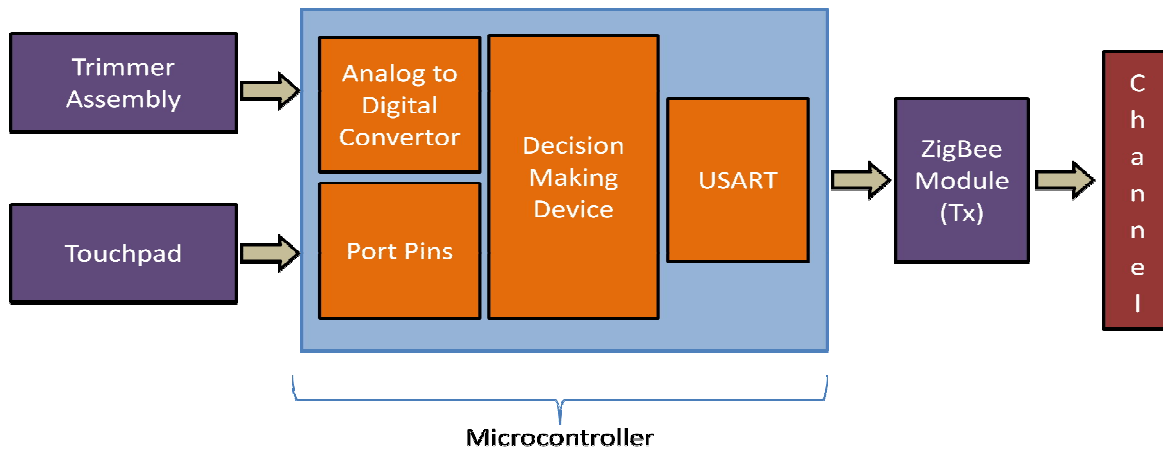 Trimmer
Assembly
Touchpad
Analog to
Digital
Convertor
Port Pins
Decision
Making
Device
USART
ZigBee
Module
(Tx)
C
h
a
n
n
e
l
Microcontroller